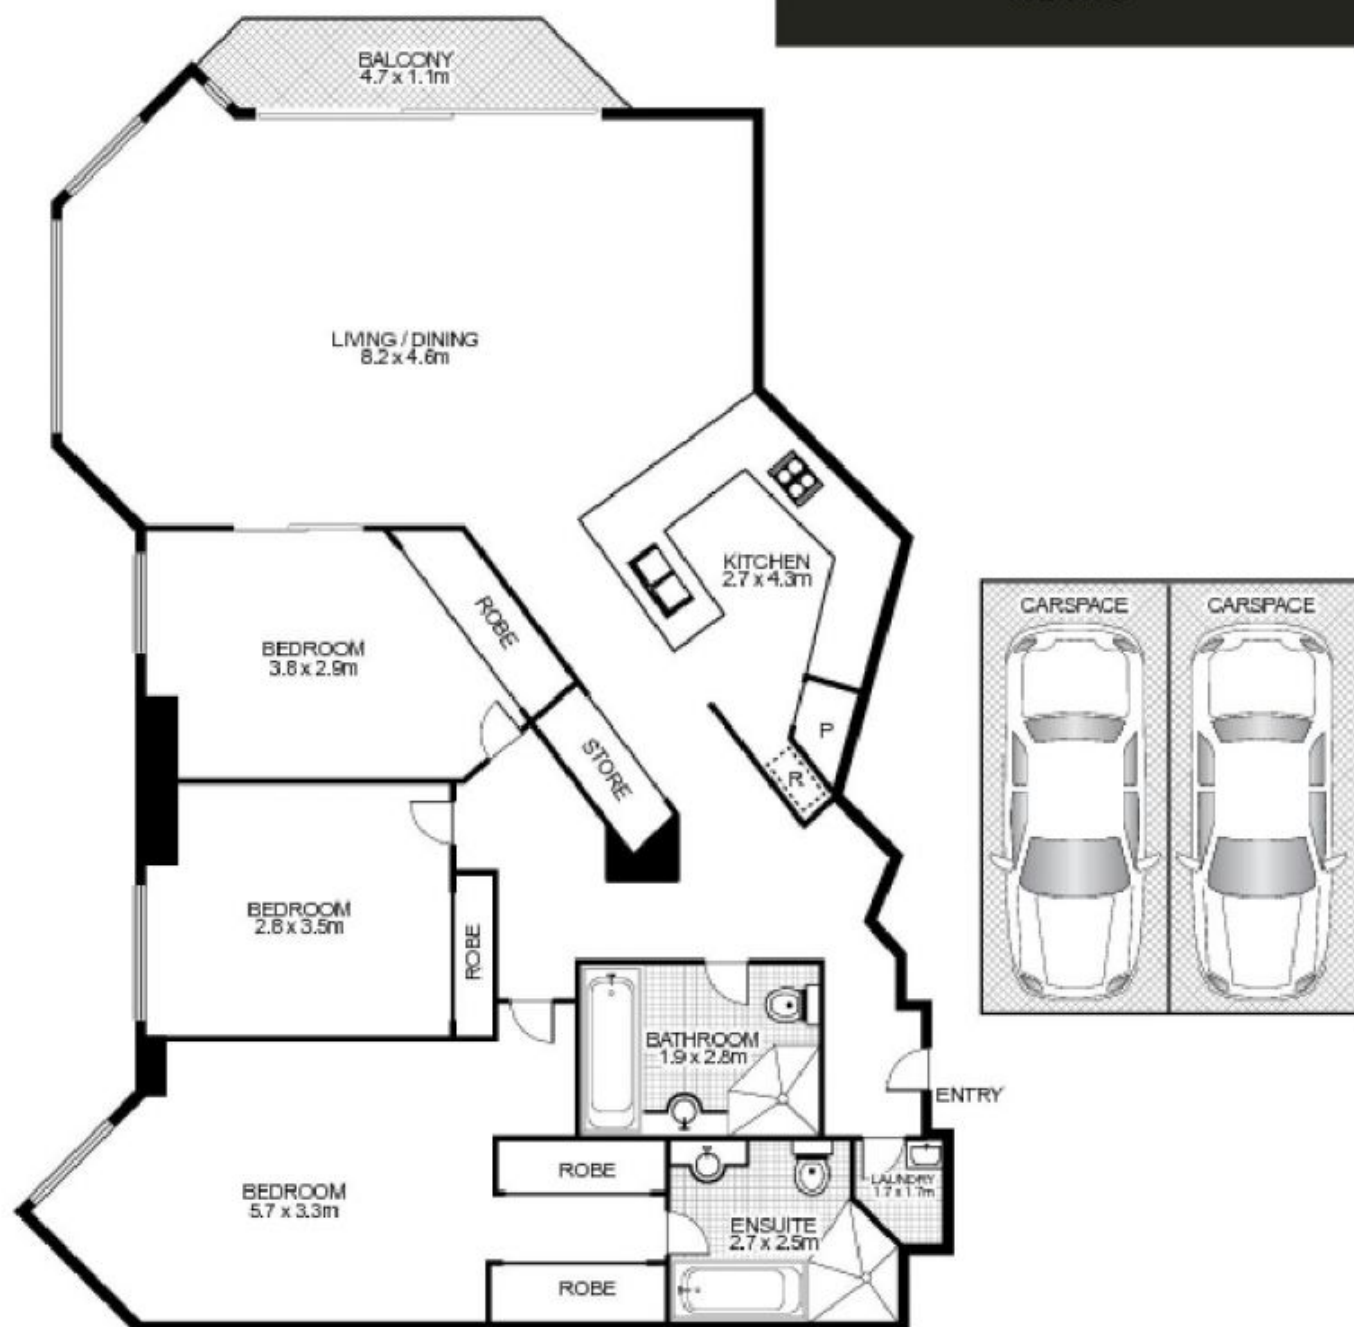 BALCONY
4.7 x 1.1m
LIVING / DINING
8.2 x 4.6m
KITCHEN
2.7 x 4.3m
CARSPACE
CARSPACE
ROBE
BEDROOM
3.8 x 2.9m
P
STORE
R
BEDROOM
2.8 x 3.5m
ROBE
BATHROOM
1.9 x 2.8m
ENTRY
ROBE
LAUNDRY
1.7 x 1.7m
BEDROOM
5.7 x 3.3m
ENSUITE
2.7 x 2.5m
ROBE